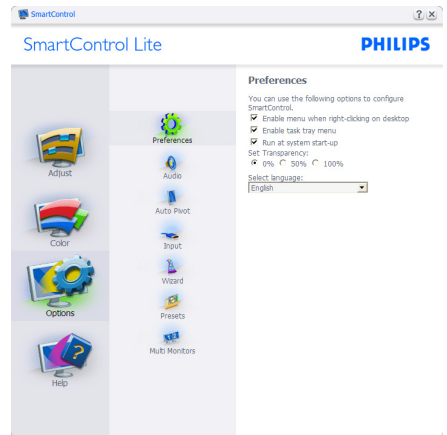 SmartControl
SmartControl Lite
PHILIPS
Adjust
Color
Options
Help
Preferences
Audio
Auto Pivot
Input
Wizard
Presets
Multi Monitors
Preferences
You can use the following options to configure
SmartControl.
Enable menu when right-clicking on desktop
Enable task tray menu
Run at system start-up
Set Transparency:
0% 50% 100%
Select language:
English